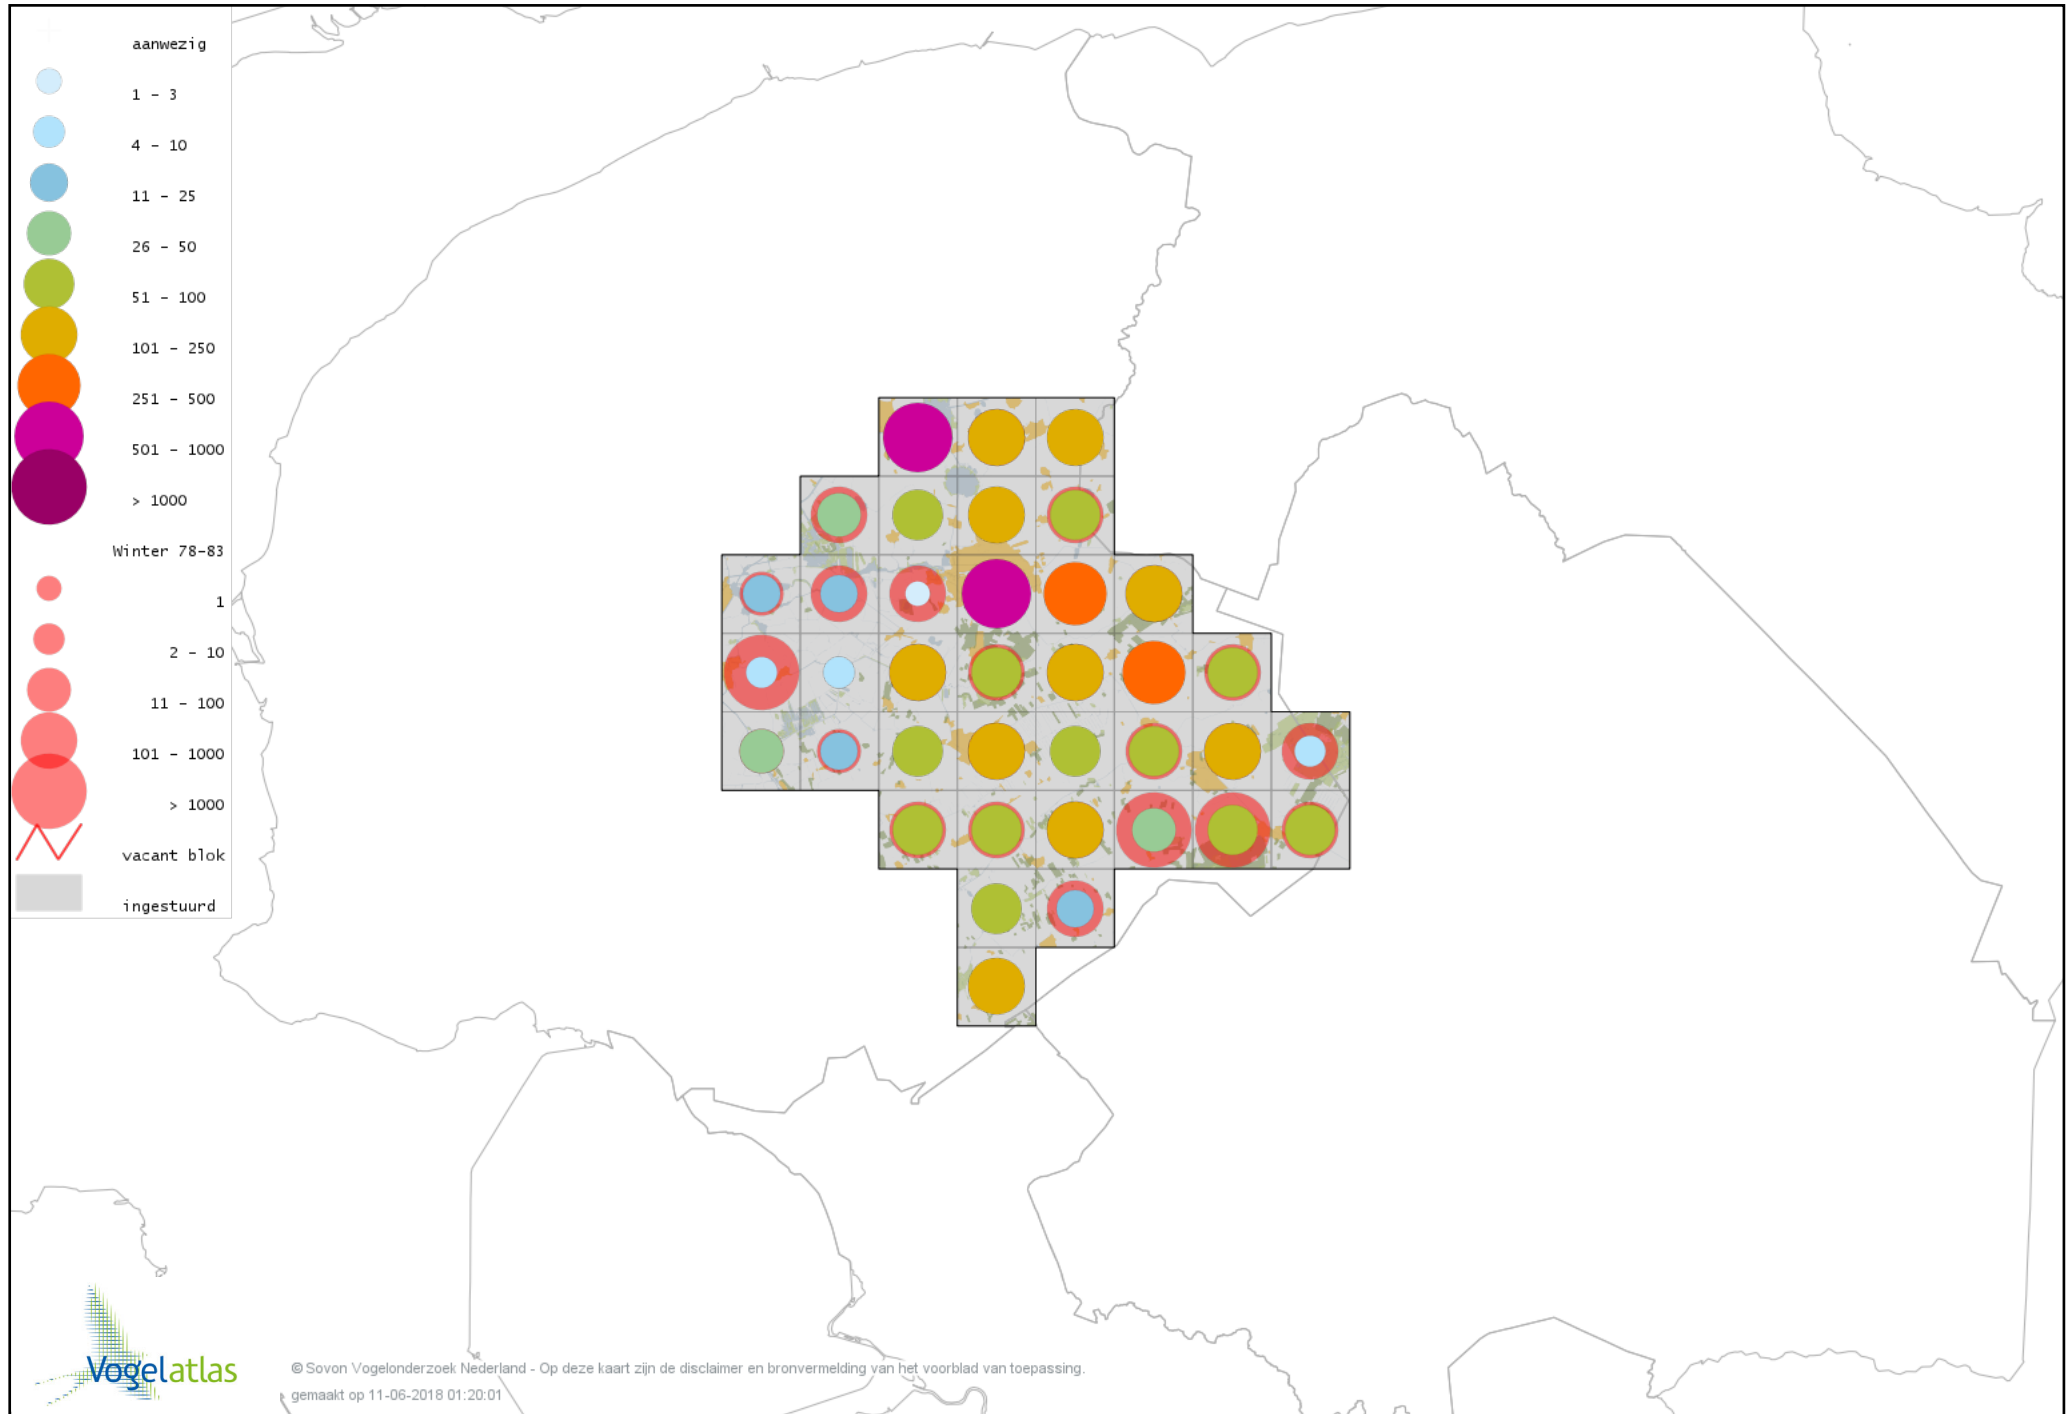 aanwezig
1 - 3
4 - 10
11 - 25
26 - 50
51 - 100
101 - 250
251 - 500
501 - 1000
> 1000
Winter 78-83
1
2 - 10
11 - 100
101 - 1000
> 1000
vacant blok
ingestuurd
Vogelatlas
© Sovon Vogelonderzoek Nederland - Op deze kaart zijn de disclaimer en bronvermelding van het voorblad van toepassing.
gemaakt op 11-06-2018 01:20:01